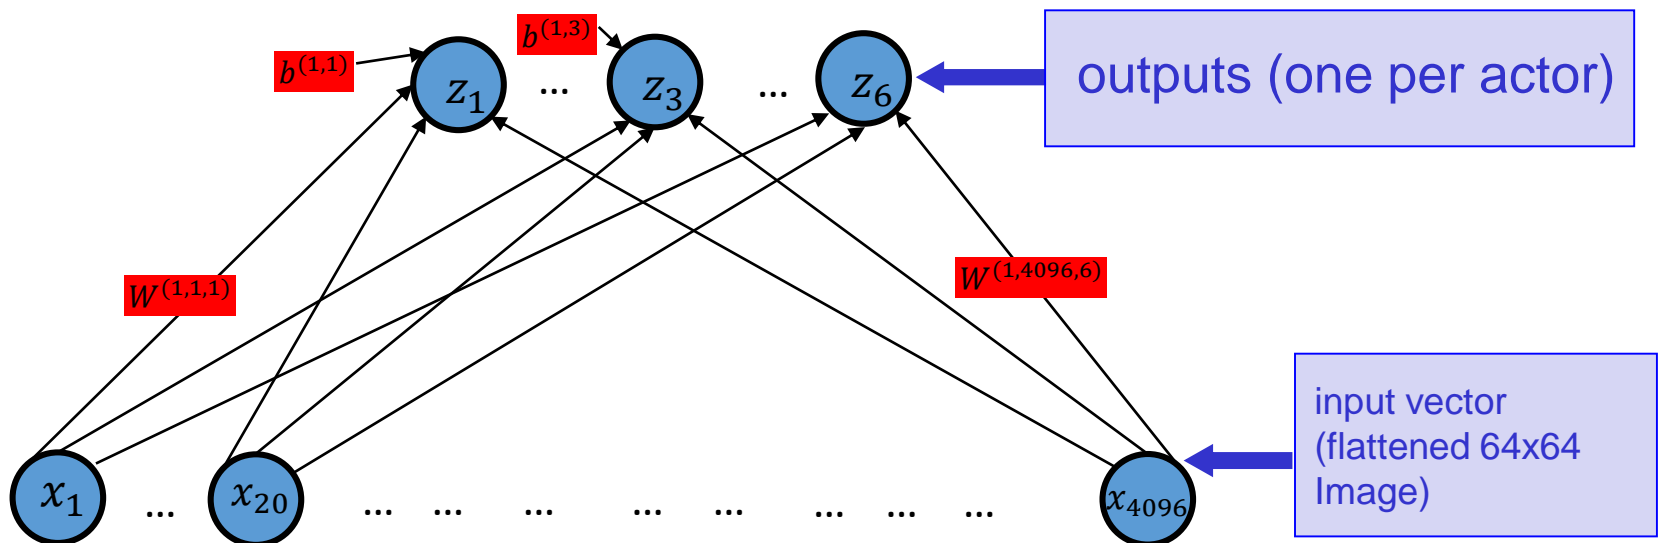 b^(1,1)
b^(1,3)
z_1 ... z_3 ... z_6
outputs (one per actor)
W^(1,1,1)
W^(1,4096,6)
input vector
(flattened 64x64
Image)
x_1 ... x_20 ... ... ... ... ... ... ... ... x_4096